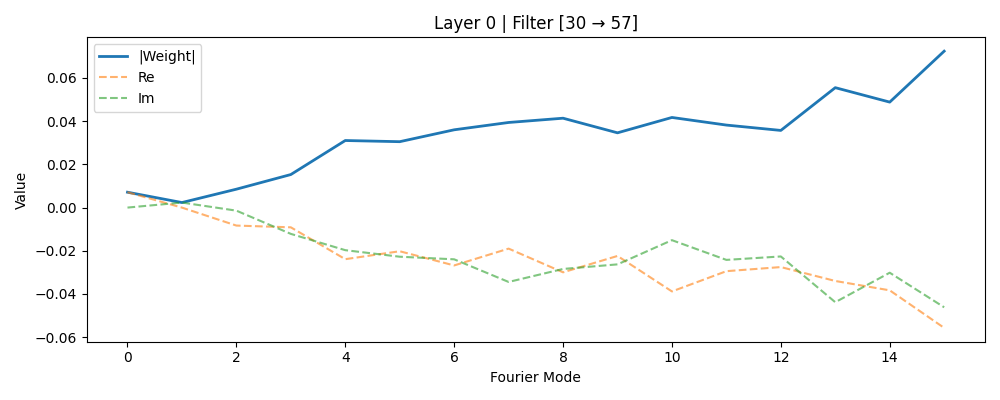 Layer 0 | Filter [30 → 57]
|Weight|
Re
Im
Value
0.06
0.04
0.02
0.00
−0.02
−0.04
−0.06
0 2 4 6 8 10 12 14
Fourier Mode